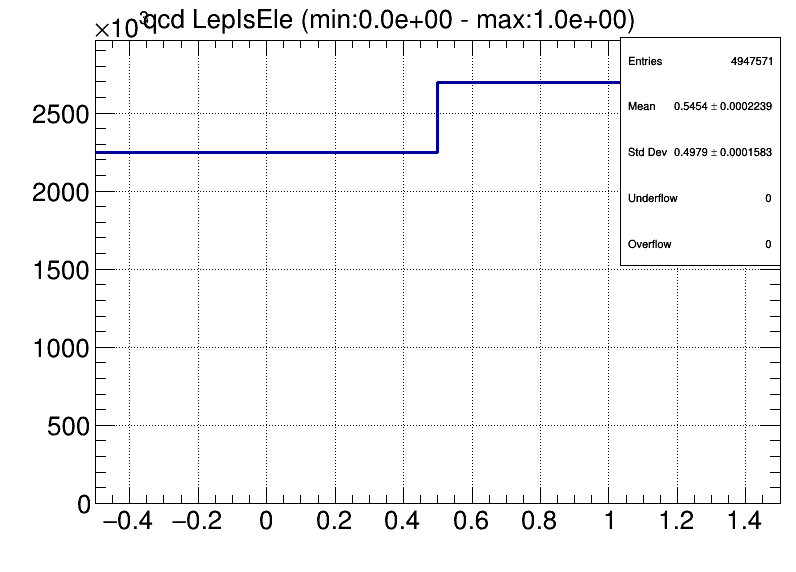 ×10³
qcd LepIsEle (min:0.0e+00 - max:1.0e+00)
Entries 4947571
Mean 0.5454 ± 0.0002239
Std Dev 0.4979 ± 0.0001583
Underflow 0
Overflow 0
2500
2000
1500
1000
500
0
−0.4 −0.2 0 0.2 0.4 0.6 0.8 1 1.2 1.4